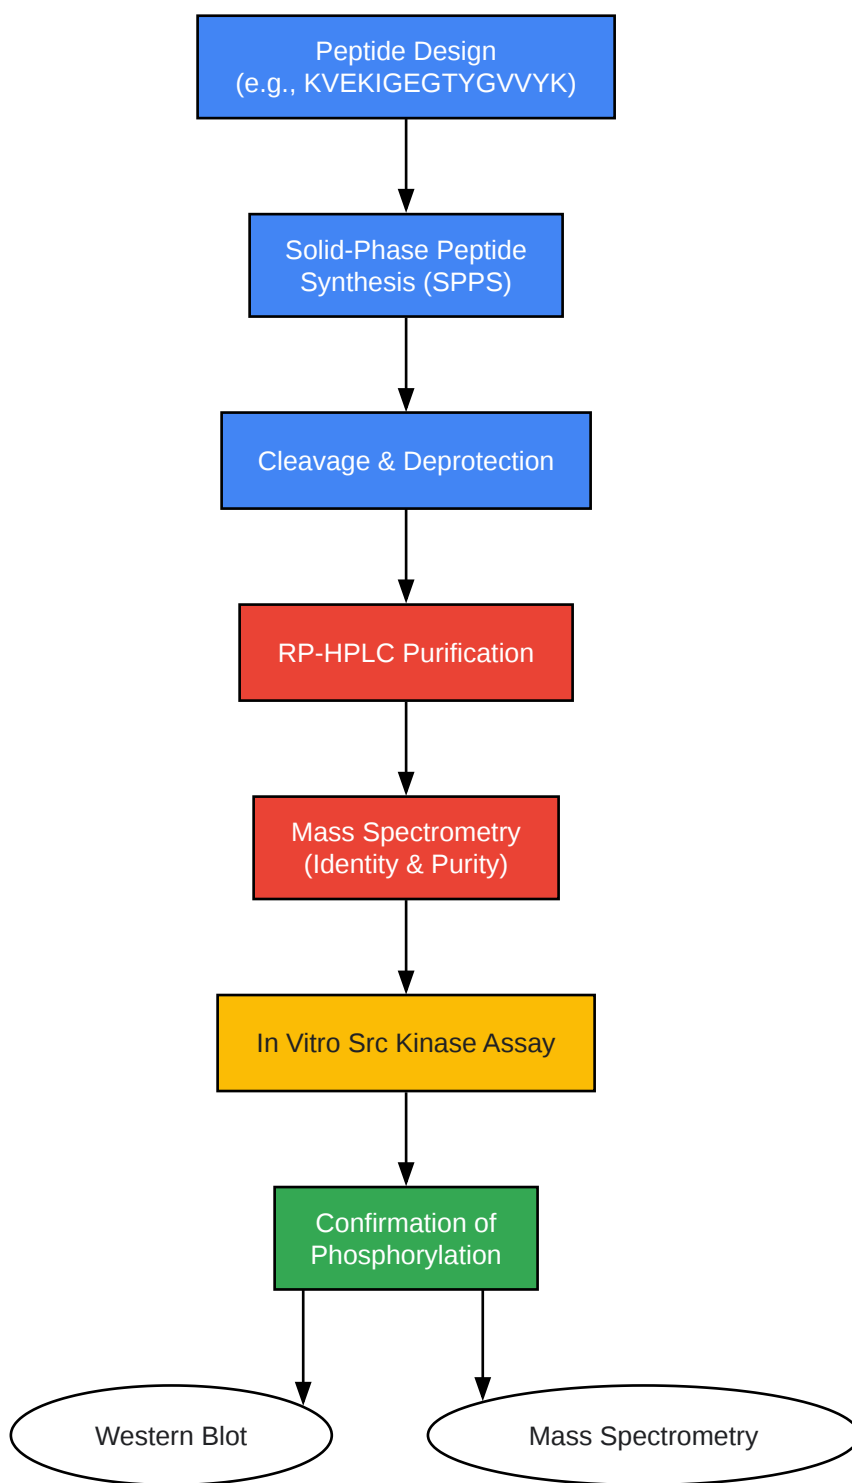 Peptide Design
(e.g., KVEKIGEGTYGVVYK)
Solid-Phase Peptide
Synthesis (SPPS)
Cleavage & Deprotection
RP-HPLC Purification
Mass Spectrometry
(Identity & Purity)
In Vitro Src Kinase Assay
Confirmation of
Phosphorylation
Western Blot
Mass Spectrometry